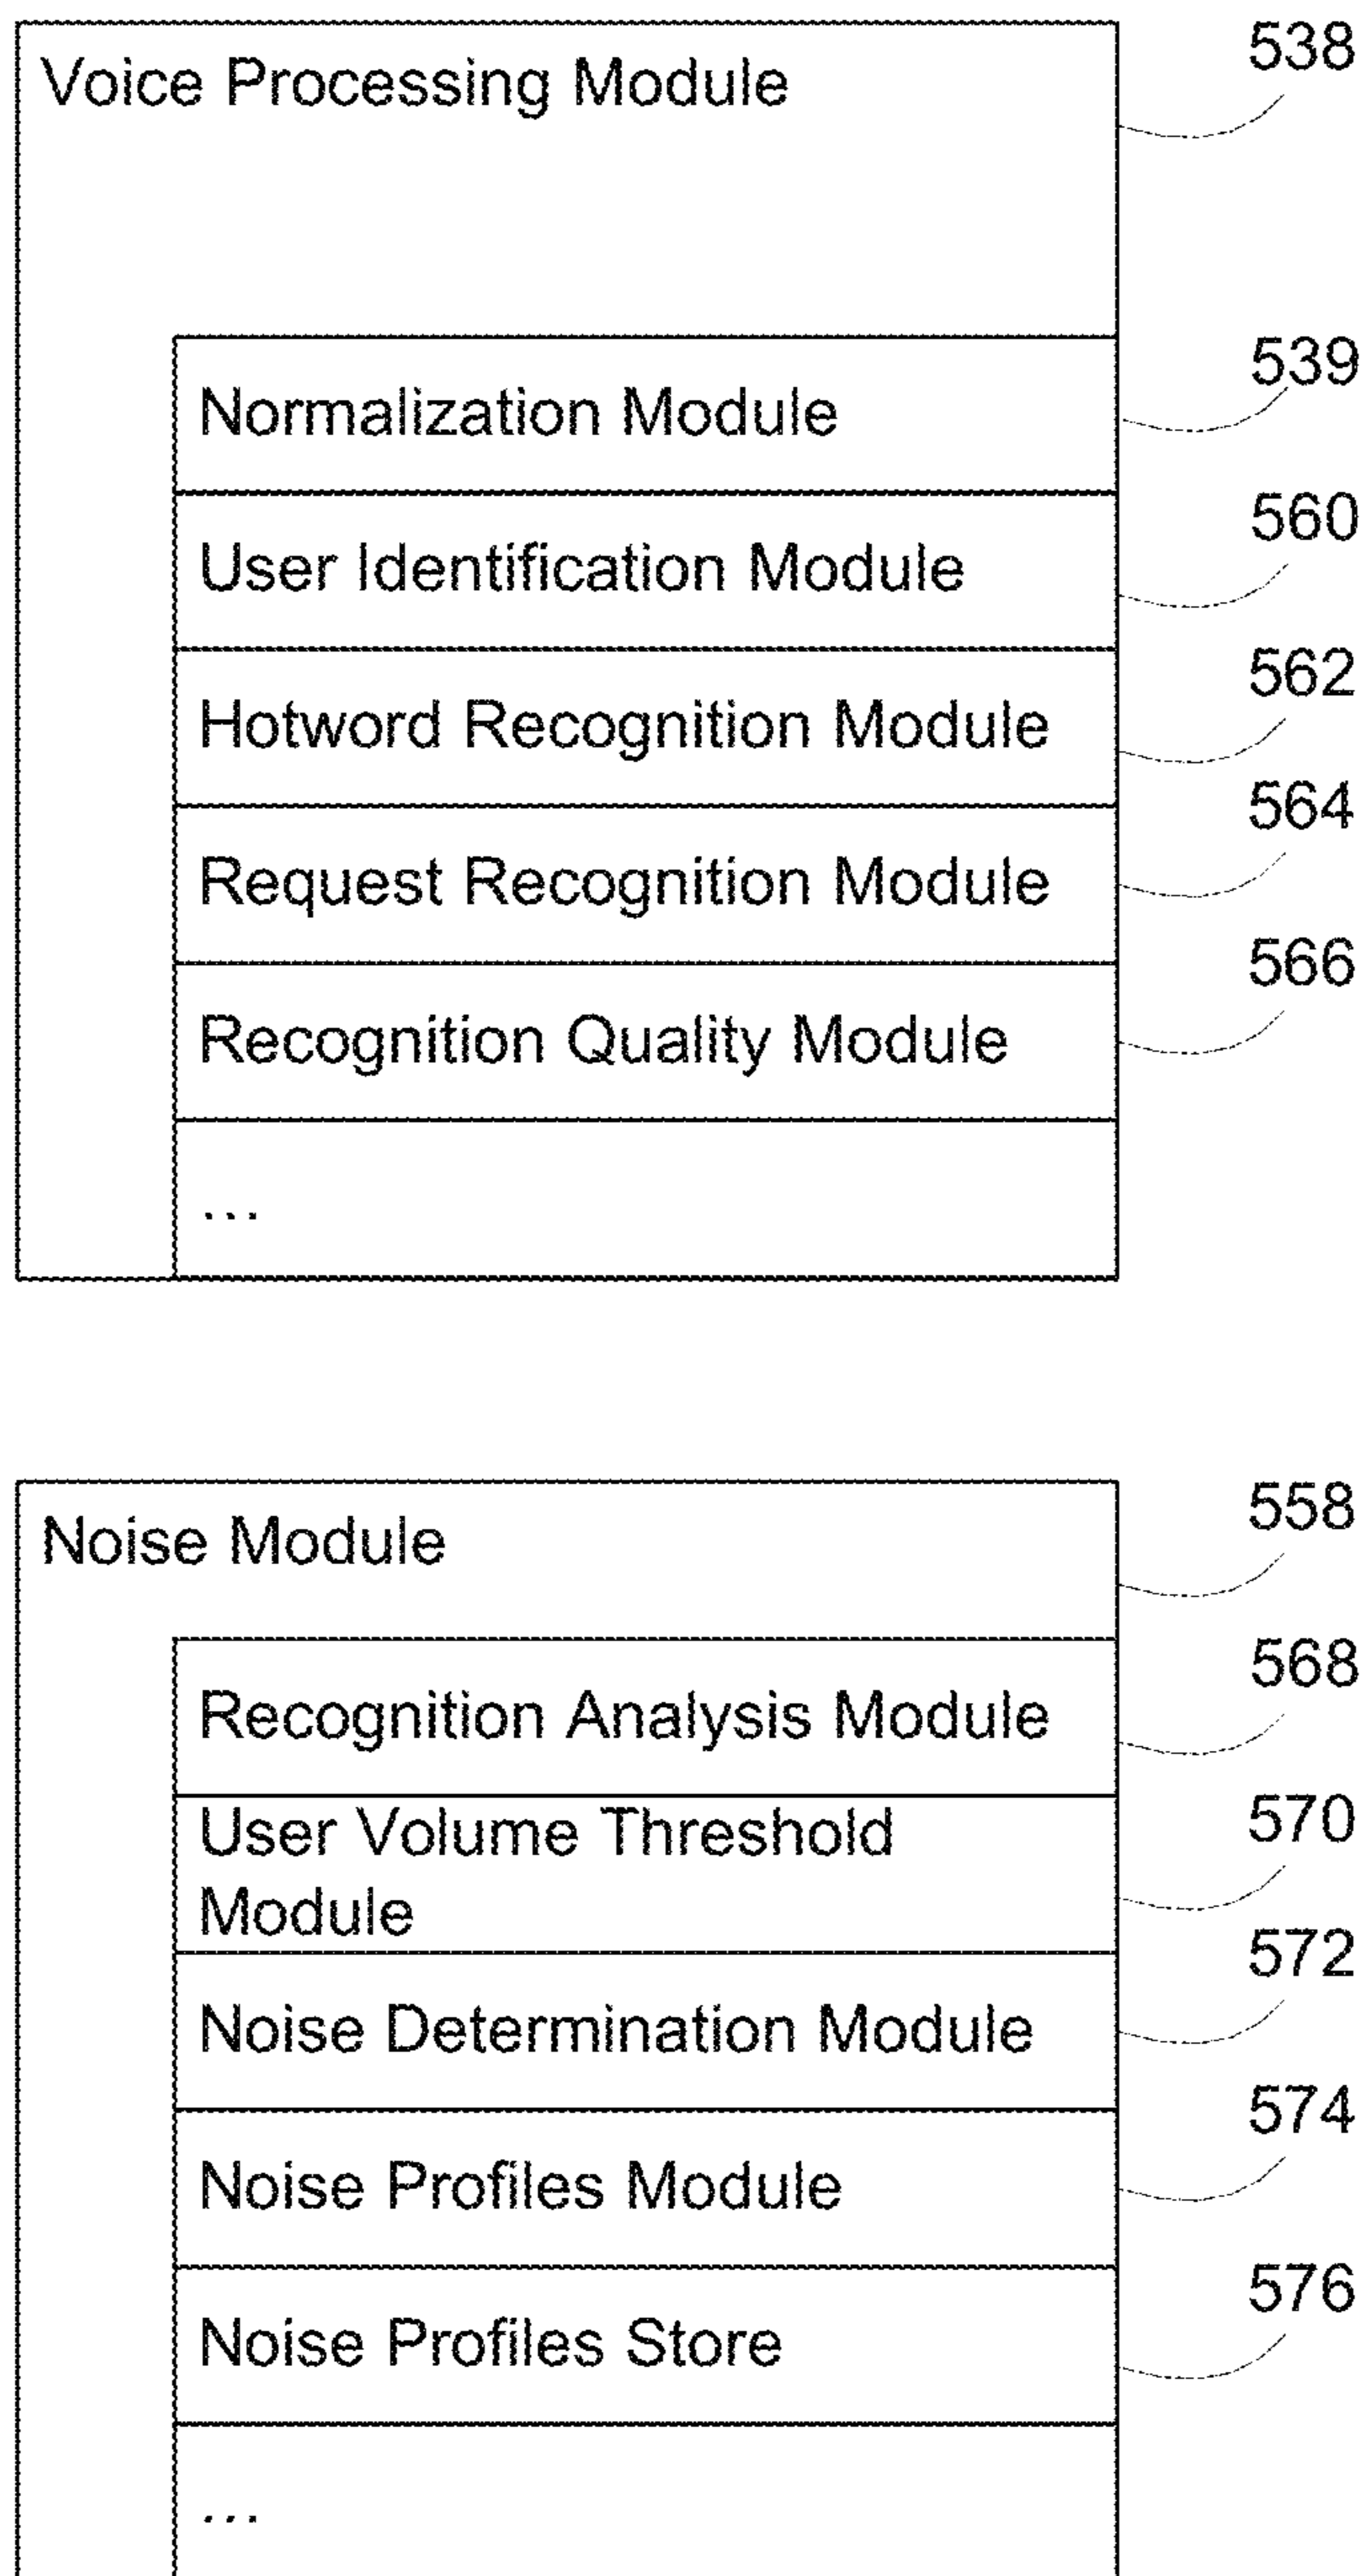 Voice Processing Module
538
Normalization Module
539
User Identification Module
560
Hotword Recognition Module
562
Request Recognition Module
564
Recognition Quality Module
566
...
Noise Module
558
Recognition Analysis Module
568
User Volume Threshold
Module
570
Noise Determination Module
572
Noise Profiles Module
574
Noise Profiles Store
576
...